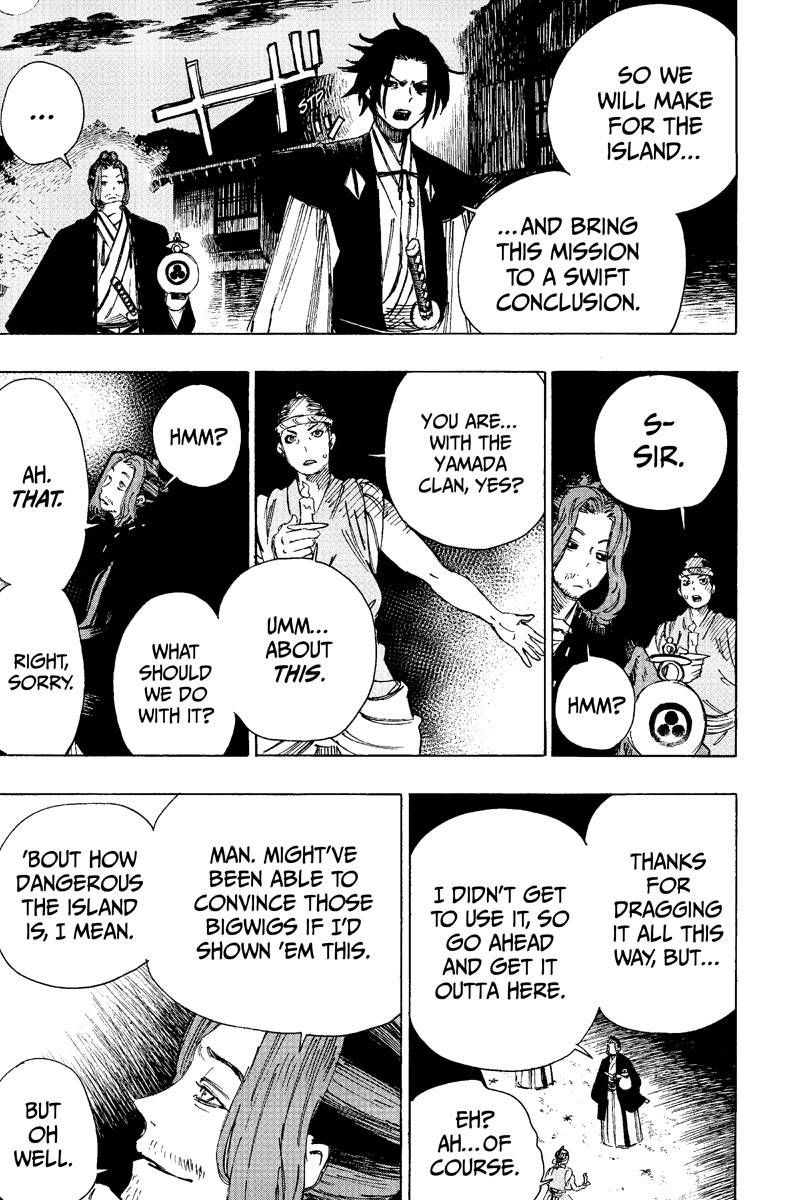 SO WE
WILL MAKE
FOR THE
ISLAND...
...AND BRING
THIS MISSION
TO A SWIFT
CONCLUSION.
STP
...
S-
SIR.
HMM?
YOU ARE...
WITH THE
YAMADA
CLAN, YES?
UMM...
ABOUT
THIS.
HMM?
WHAT
SHOULD
WE DO
WITH IT?
AH.
THAT.
RIGHT,
SORRY.
THANKS
FOR
DRAGGING
IT ALL THIS
WAY, BUT...
I DIDN'T GET
TO USE IT, SO
GO AHEAD
AND GET IT
OUTTA HERE.
EH?
AH...OF
COURSE.
MAN. MIGHT'VE
BEEN ABLE TO
CONVINCE THOSE
BIGWIGS IF I'D
SHOWN 'EM THIS.
'BOUT HOW
DANGEROUS
THE ISLAND
IS, I MEAN.
BUT
OH
WELL.